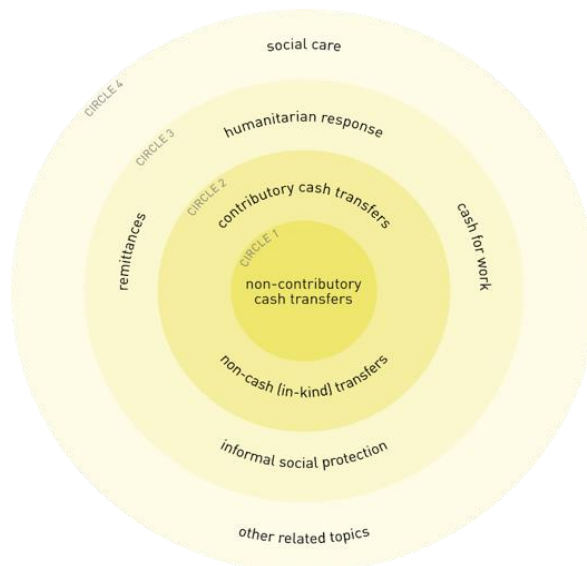 social care
CIRCLE 4
humanitarian response
CIRCLE 3
contributory cash transfers
CIRCLE 2
remittances
cash for work
CIRCLE 1
non-contributory
cash transfers
non-cash (in-kind) transfers
informal social protection
other related topics